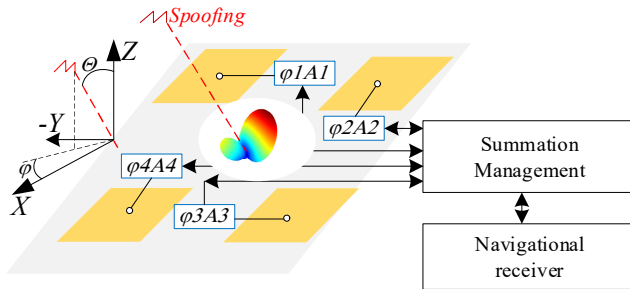 Spoofing
Θ
Z
-Y
φ
X
φ1A1
φ2A2
φ4A4
φ3A3
Summation
Management
Navigational
receiver